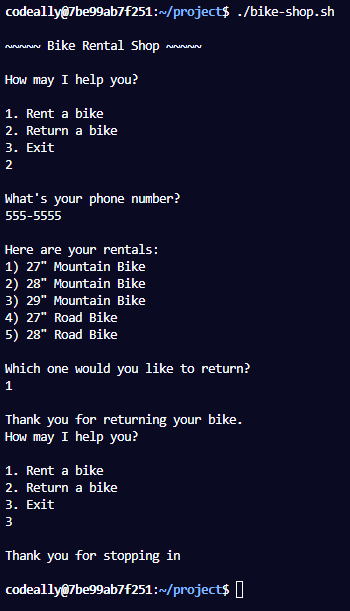 codeally@7be99ab7f251:~/project$ ./bike-shop.sh
~~~~~ Bike Rental Shop ~~~~~
How may I help you?
1. Rent a bike
2. Return a bike
3. Exit
2
What's your phone number?
555-5555
Here are your rentals:
1) 27" Mountain Bike
2) 28" Mountain Bike
3) 29" Mountain Bike
4) 27" Road Bike
5) 28" Road Bike
Which one would you like to return?
1
Thank you for returning your bike.
How may I help you?
1. Rent a bike
2. Return a bike
3. Exit
3
Thank you for stopping in
codeally@7be99ab7f251:~/project$